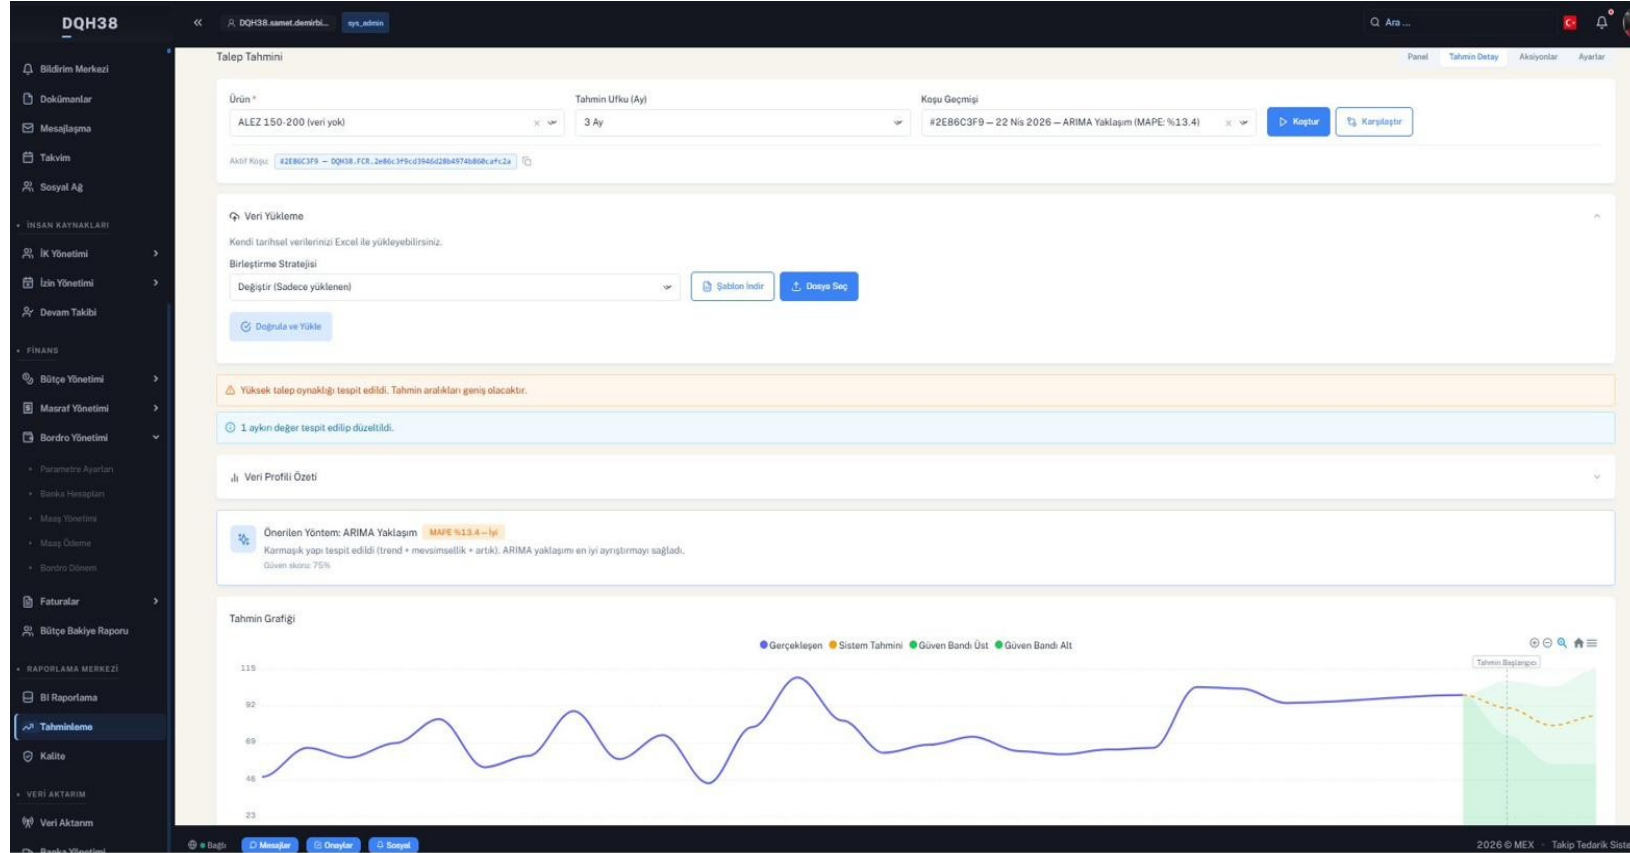 DQH38
DQH38.samet.demirbi...
sys_admin
Ara ...
Bildirim Merkezi
Dokümanlar
Mesajlaşma
Takvim
Sosyal Ağ
İNSAN KAYNAKLARI
İK Yönetimi
İzin Yönetimi
Devam Takibi
FİNANS
Bütçe Yönetimi
Masraf Yönetimi
Bordro Yönetimi
Parametre Ayarları
Banka Hesapları
Maaş Yönetimi
Maaş Ödeme
Bordro Dönem
Faturalar
Bütçe Bakiye Raporu
RAPORLAMA MERKEZİ
BI Raporlama
Tahminleme
Kalite
VERİ AKTARIM
Veri Aktarım
Banka Yönetimi
Talep Tahmini
Panel Tahmin Detay Aksiyonlar Ayarlar
Ürün * Tahmin Ufku (Ay) Koşu Geçmişi
ALEZ 150-200 (veri yok) 3 Ay #2E86C3F9 — 22 Nis 2026 — ARIMA Yaklaşım (MAPE: %13.4) Koştur Karşılaştır
Aktif Koşu: #2E86C3F9 —
Veri Yükleme
Kendi tarihsel verilerinizi Excel ile yükleyebilirsiniz.
Birleştirme Stratejisi
Değiştir (Sadece yüklenen) Şablon İndir Dosya Seç
Doğrula ve Yükle
Yüksek talep oynaklığı tespit edildi. Tahmin aralıkları geniş olacaktır.
1 aykırı değer tespit edilip düzeltildi.
Veri Profili Özeti
Önerilen Yöntem: ARIMA Yaklaşım MAPE %13.4 — İyi
Karmaşık yapı tespit edildi (trend + mevsimsellik + artık). ARIMA yaklaşımı en iyi ayrıştırmayı sağladı.
Güven skoru: 75%
Tahmin Grafiği
Gerçekleşen Sistem Tahmini Güven Bandı Üst Güven Bandı Alt
Tahmin Başlangıcı
115
92
69
46
23
Bağlı Mesajlar Onaylar Sosyal
2026 © MEX - Takip Tedarik Siste